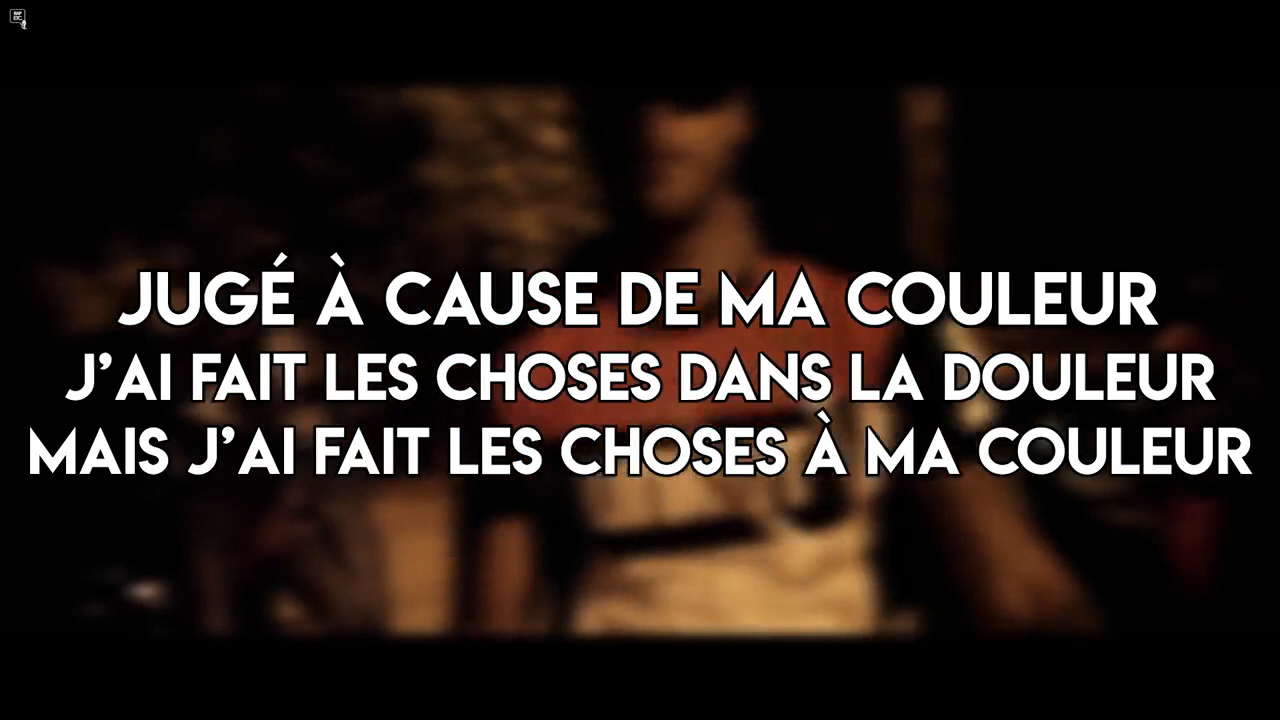 JUGÉ À CAUSE DE MA COULEUR
J'AI FAIT LES CHOSES DANS LA DOULEUR
MAIS J'AI FAIT LES CHOSES À MA COULEUR